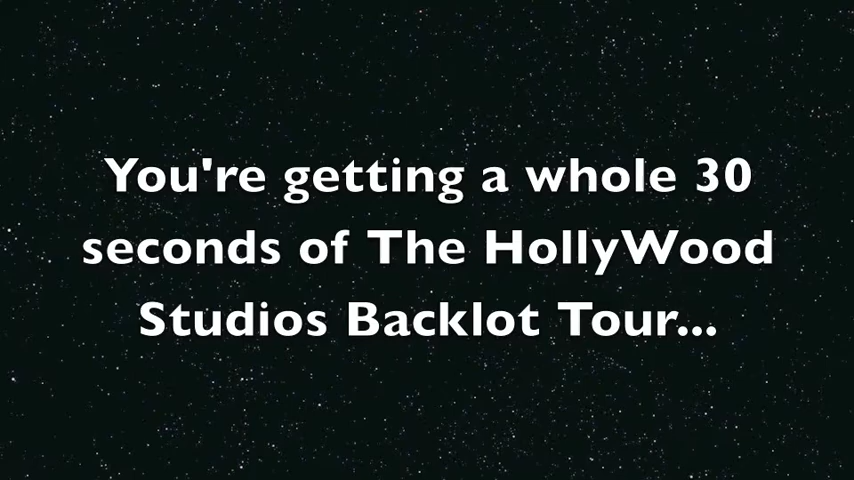 You're getting a whole 30
seconds of The HollyWood
Studios Backlot Tour...